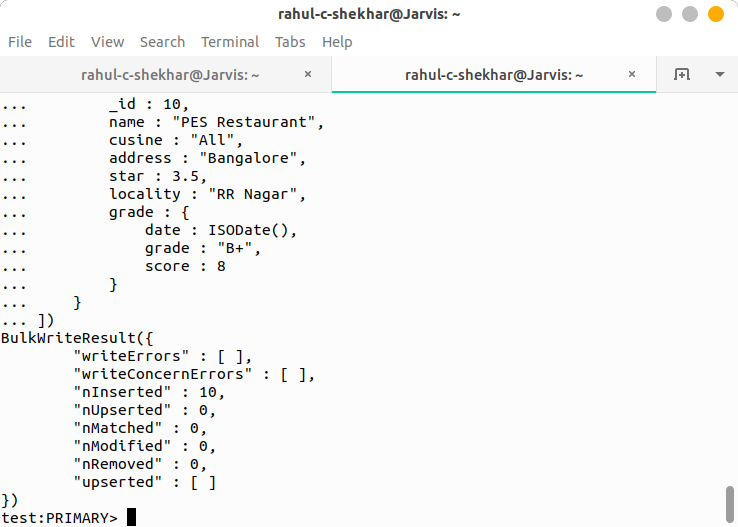 rahul-c-shekhar@Jarvis: ~
File Edit View Search Terminal Tabs Help
rahul-c-shekhar@Jarvis: ~ × rahul-c-shekhar@Jarvis: ~ ×
...         _id : 10,
...         name : "PES Restaurant",
...         cusine : "All",
...         address : "Bangalore",
...         star : 3.5,
...         locality : "RR Nagar",
...         grade : {
...             date : ISODate(),
...             grade : "B+",
...             score : 8
...         }
...     }
... ])
BulkWriteResult({
        "writeErrors" : [ ],
        "writeConcernErrors" : [ ],
        "nInserted" : 10,
        "nUpserted" : 0,
        "nMatched" : 0,
        "nModified" : 0,
        "nRemoved" : 0,
        "upserted" : [ ]
})
test:PRIMARY>